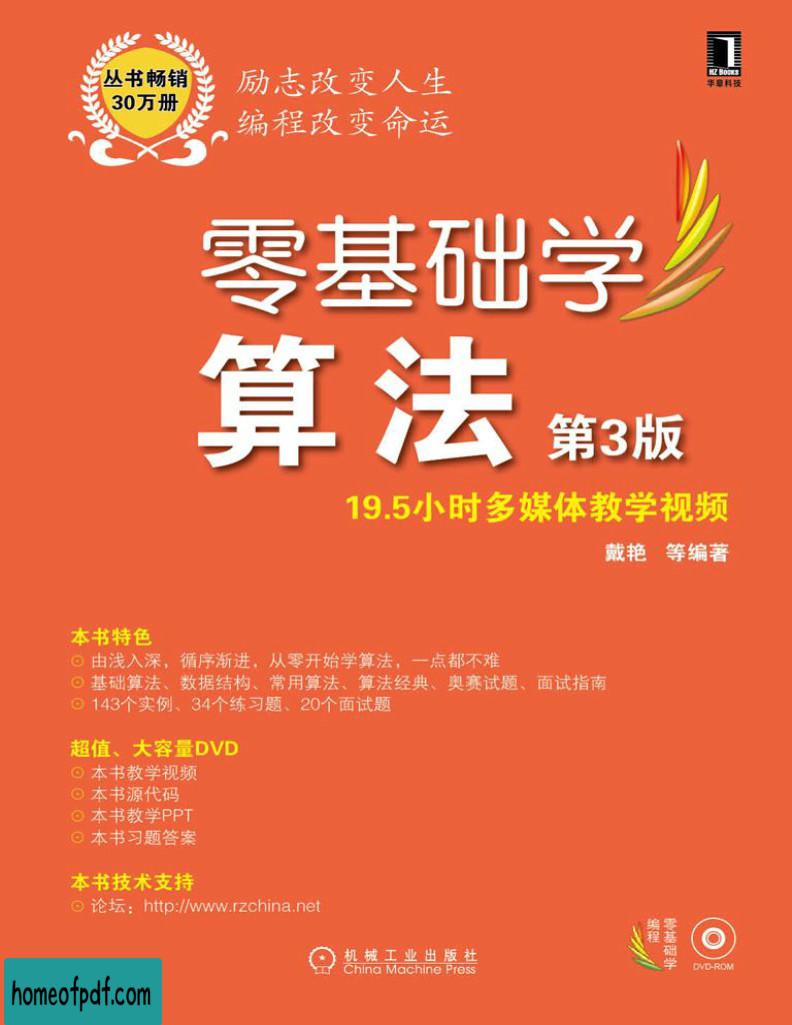 丛书畅销
30万册
励志改变人生
编程改变命运
HZ Books
华章科技
零基础学
算法 第3版
19.5小时多媒体教学视频
戴艳 等编著
本书特色
由浅入深，循序渐进，从零开始学算法，一点都不难
基础算法、数据结构、常用算法、算法经典、奥赛试题、面试指南
143个实例、34个练习题、20个面试题
超值、大容量DVD
本书教学视频
本书源代码
本书教学PPT
本书习题答案
本书技术支持
论坛：http://www.rzchina.net
零基础学
编程
DVD-ROM
机械工业出版社
China Machine Press
homeofpdf.com